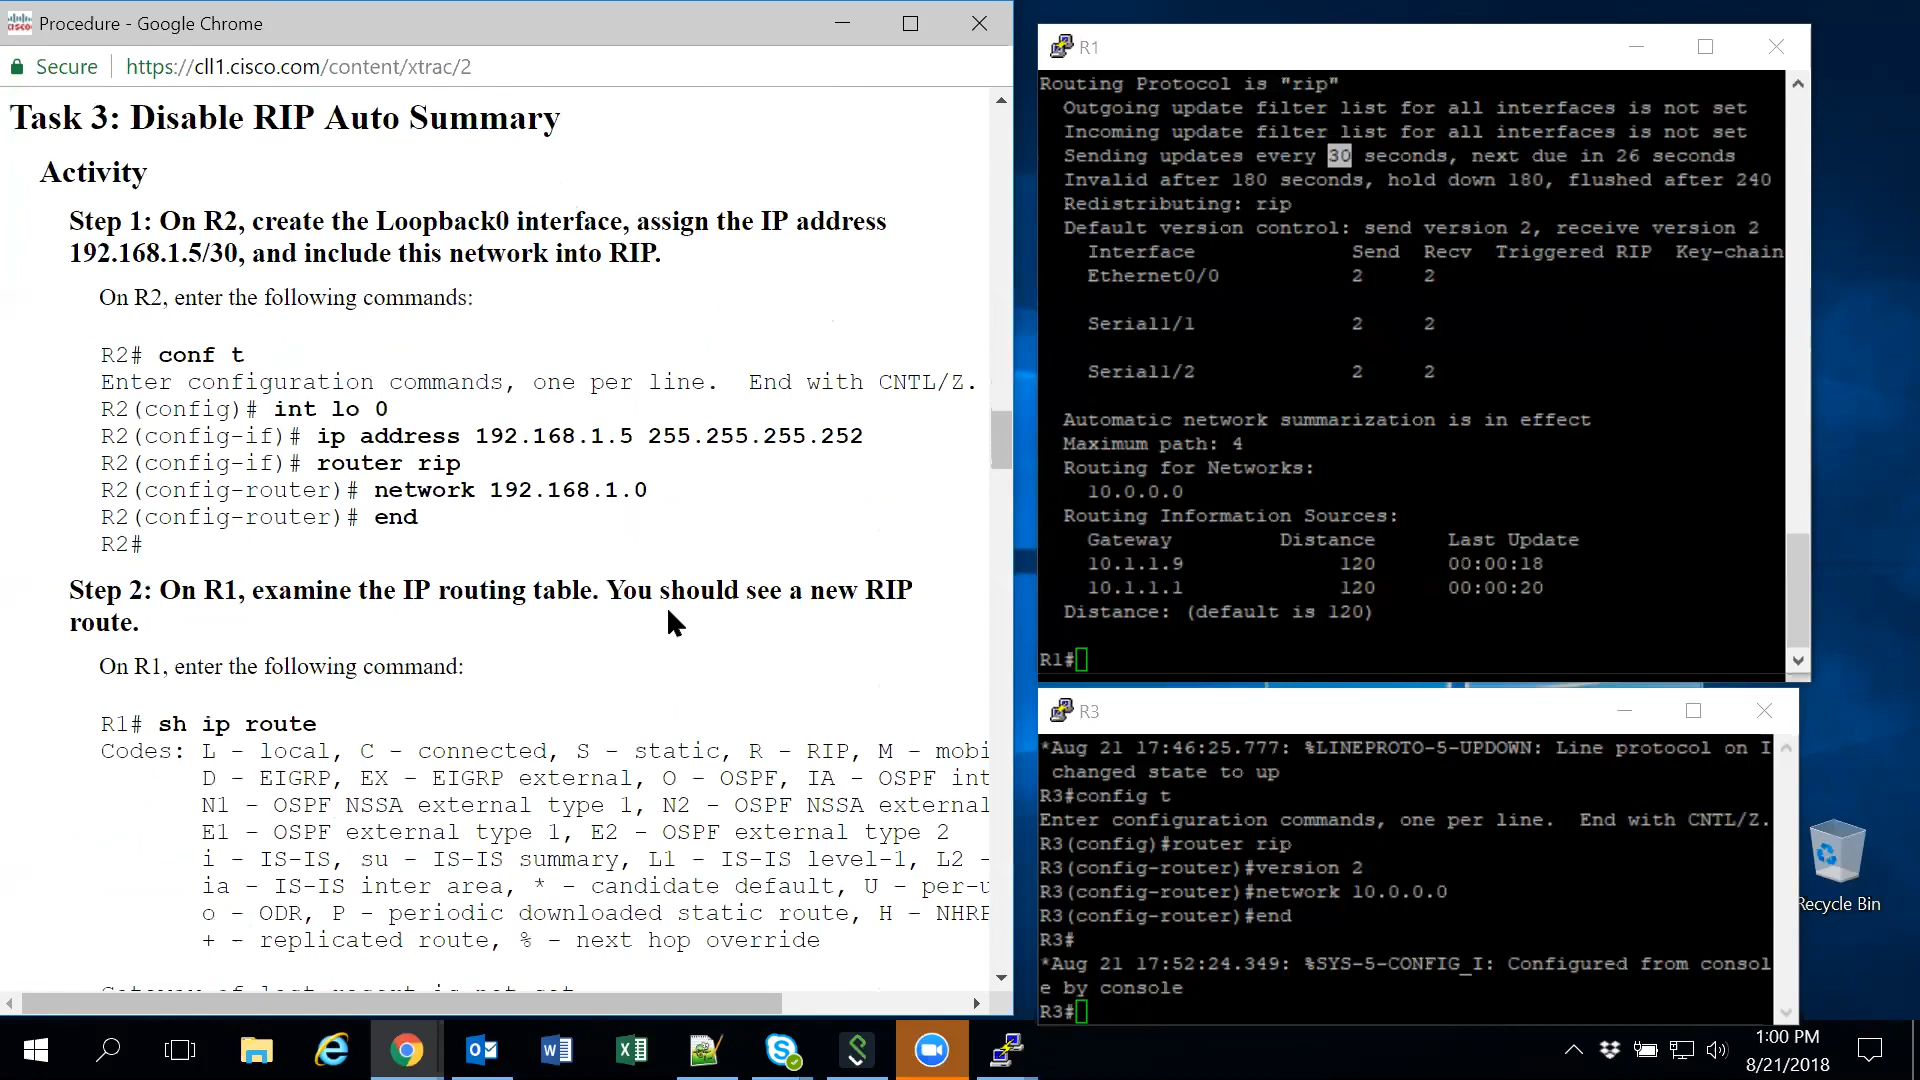 Procedure - Google Chrome
Secure
https://cll1.cisco.com/content/xtrac/2
Task 3: Disable RIP Auto Summary
Activity
Step 1: On R2, create the Loopback0 interface, assign the IP address
192.168.1.5/30, and include this network into RIP.
On R2, enter the following commands:
R2# conf t
Enter configuration commands, one per line.  End with CNTL/Z.
R2(config)# int lo 0
R2(config-if)# ip address 192.168.1.5 255.255.255.252
R2(config-if)# router rip
R2(config-router)# network 192.168.1.0
R2(config-router)# end
R2#
Step 2: On R1, examine the IP routing table. You should see a new RIP
route.
On R1, enter the following command:
R1# sh ip route
Codes: L - local, C - connected, S - static, R - RIP, M - mobi
D - EIGRP, EX - EIGRP external, O - OSPF, IA - OSPF int
N1 - OSPF NSSA external type 1, N2 - OSPF NSSA external
E1 - OSPF external type 1, E2 - OSPF external type 2
i - IS-IS, su - IS-IS summary, L1 - IS-IS level-1, L2 -
ia - IS-IS inter area, * - candidate default, U - per-u
o - ODR, P - periodic downloaded static route, H - NHRP
+ - replicated route, % - next hop override
R1
Routing Protocol is "rip"
Outgoing update filter list for all interfaces is not set
Incoming update filter list for all interfaces is not set
Sending updates every 30 seconds, next due in 26 seconds
Invalid after 180 seconds, hold down 180, flushed after 240
Redistributing: rip
Default version control: send version 2, receive version 2
Interface Send Recv Triggered RIP Key-chain
Ethernet0/0 2 2
Serial1/1 2 2
Serial1/2 2 2
Automatic network summarization is in effect
Maximum path: 4
Routing for Networks:
10.0.0.0
Routing Information Sources:
Gateway Distance Last Update
10.1.1.9 120 00:00:18
10.1.1.1 120 00:00:20
Distance: (default is 120)
R1#
R3
*Aug 21 17:46:25.777: %LINEPROTO-5-UPDOWN: Line protocol on I
changed state to up
R3#config t
Enter configuration commands, one per line.  End with CNTL/Z.
R3(config)#router rip
R3(config-router)#version 2
R3(config-router)#network 10.0.0.0
R3(config-router)#end
R3#
*Aug 21 17:52:24.349: %SYS-5-CONFIG_I: Configured from consol
e by console
R3#
Recycle Bin
1:00 PM
8/21/2018